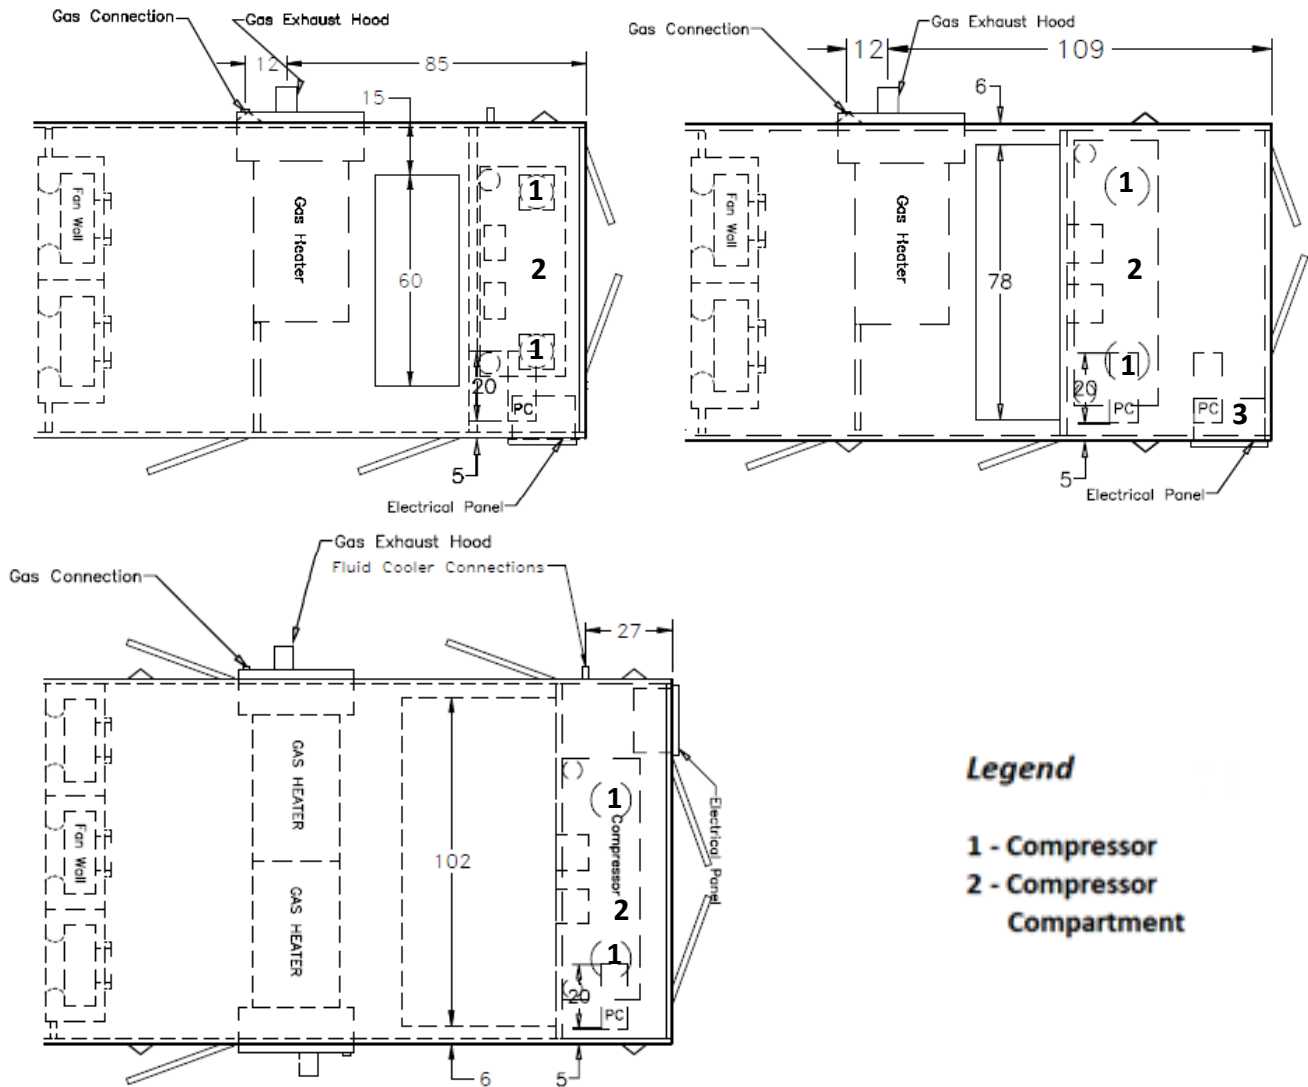 Gas Connection
Gas Exhaust Hood
12
85
15
Fan Wall
Gas Heater
60
1
2
1
20
PC
5
Electrical Panel
Gas Connection
Gas Exhaust Hood
12
109
6
Fan Wall
Gas Heater
78
1
2
1
20
PC
PC
3
5
Electrical Panel
Gas Exhaust Hood
Fluid Cooler Connections
Gas Connection
27
Fan Wall
GAS HEATER
GAS HEATER
102
1
Compressor
2
1
20
PC
Electrical Panel
6
5
Legend
1 - Compressor
2 - Compressor
Compartment